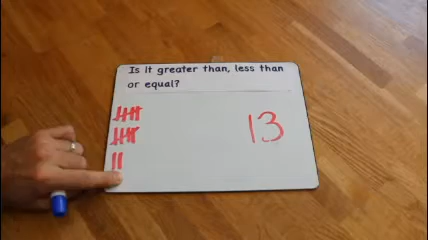 Is it greater than, less than
or equal?
13